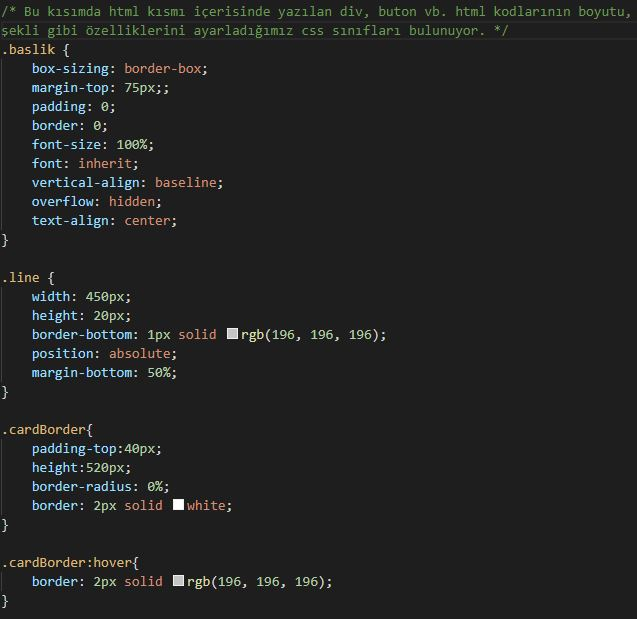 /* Bu kısımda html kısmı içerisinde yazılan div, buton vb. html kodlarının boyutu,
şekli gibi özelliklerini ayarladığımız css sınıfları bulunuyor. */
.baslik {
    box-sizing: border-box;
    margin-top: 75px;;
    padding: 0;
    border: 0;
    font-size: 100%;
    font: inherit;
    vertical-align: baseline;
    overflow: hidden;
    text-align: center;
}

.line {
    width: 450px;
    height: 20px;
    border-bottom: 1px solid rgb(196, 196, 196);
    position: absolute;
    margin-bottom: 50%;
}

.cardBorder{
    padding-top:40px;
    height:520px;
    border-radius: 0%;
    border: 2px solid white;
}

.cardBorder:hover{
    border: 2px solid rgb(196, 196, 196);
}